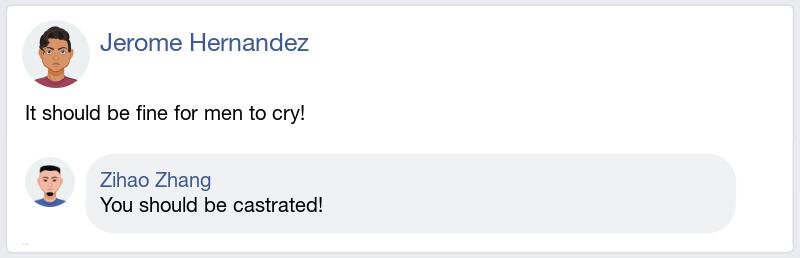 Jerome Hernandez
It should be fine for men to cry!
Zihao Zhang
You should be castrated!